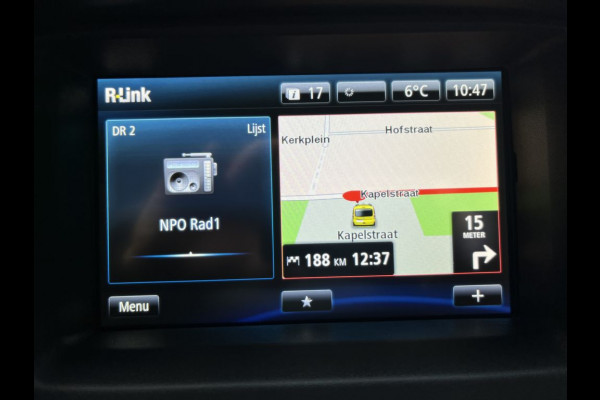 R-Link 17 6°C 10:47
DR 2 Lijst
NPO Rad1
Kerkplein Hofstraat
Kapelstraat
Kapelstraat
15
METER
188 KM 12:37
Menu